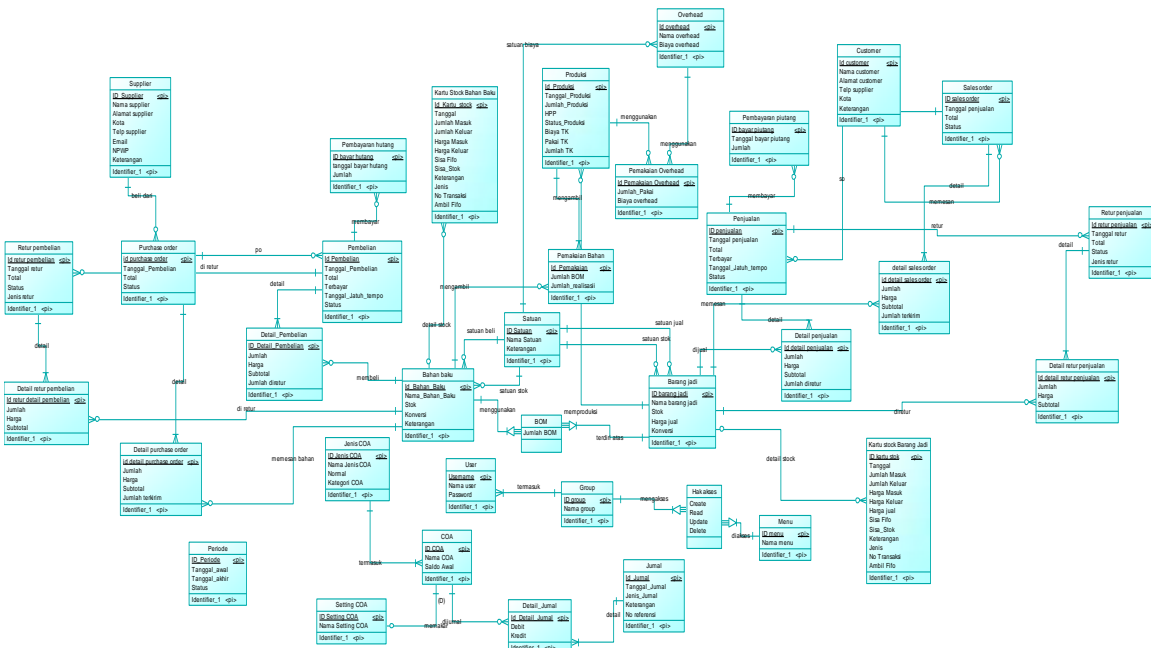 Overhead
Id overhead <pi>
Nama overhead
Biaya overhead
Identifier_1 <pi>
satuan biaya
Supplier
ID_Supplier <pi>
Nama supplier
Alamat supplier
Kota
Telp supplier
Email
NPWP
Keterangan
Identifier_1 <pi>
beli dari
Kartu Stock Bahan Baku
Id_Kartu_stock <pi>
Tanggal
Jumlah Masuk
Jumlah Keluar
Harga Masuk
Harga Keluar
Sisa Fifo
Sisa_Stok
Keterangan
Jenis
No Transaksi
Ambil Fifo
Identifier_1 <pi>
Produksi
Id_Produksi <pi>
Tanggal_Produksi
Jumlah_Produksi
HPP
Status_Produksi
Biaya TK
Pakai TK
Jumlah TK
Identifier_1 <pi>
menggunakan
menggunakan
mengambil
Customer
Id customer <pi>
Nama customer
Alamat customer
Telp supplier
Kota
Keterangan
Identifier_1 <pi>
Sales order
ID sales order <pi>
Tanggal penjualan
Total
Status
Identifier_1 <pi>
Pembayaran hutang
ID bayar hutang <pi>
tanggal bayar hutang
Jumlah
Identifier_1 <pi>
membayar
Pembayaran piutang
ID bayar piutang <pi>
Tanggal bayar piutang
Jumlah
Identifier_1 <pi>
membayar
so
detail
memesan
Pemakaian Overhead
Id Pemakaian Overhead <pi>
Jumlah_Pakai
Biaya overhead
Identifier_1 <pi>
Retur pembelian
Id retur pembelian <pi>
Tanggal retur
Total
Status
Jenis retur
Identifier_1 <pi>
Purchase order
id purchase order <pi>
Tanggal_Pembelian
Total
Status
Identifier_1 <pi>
po
di retur
detail
Pembelian
Id_Pembelian <pi>
Tanggal_Pembelian
Total
Terbayar
Tanggal_Jatuh_tempo
Status
Identifier_1 <pi>
Pemakaian Bahan
Id_Pemakaian <pi>
Jumlah BOM
Jumlah_realisasi
Identifier_1 <pi>
mengambil
Penjualan
ID penjualan <pi>
Tanggal penjualan
Total
Terbayar
Tanggal_Jatuh_tempo
Status
Identifier_1 <pi>
retur
Retur penjualan
Id retur penjualan <pi>
Tanggal retur
Total
Status
Jenis retur
Identifier_1 <pi>
detail
detail sales order
id detail sales order <pi>
Jumlah
Harga
Subtotal
Jumlah terkirim
Identifier_1 <pi>
memesan
detail
Detail_Pembelian
ID_Detail_Pembelian <pi>
Jumlah
Harga
Subtotal
Jumlah diretur
Identifier_1 <pi>
membeli
detail stock
satuan beli
Satuan
ID Satuan <pi>
Nama Satuan
Keterangan
Identifier_1 <pi>
satuan jual
satuan stok
satuan stok
dijual
Detail penjualan
Id detail penjualan <pi>
Jumlah
Harga
Subtotal
Jumlah diretur
Identifier_1 <pi>
detail
Detail retur pembelian
Id retur detail pembelian <pi>
Jumlah
Harga
Subtotal
Identifier_1 <pi>
di retur
detail
Bahan baku
Id_Bahan_Baku <pi>
Nama_Bahan_Baku
Stok
Konversi
Keterangan
Identifier_1 <pi>
menggunakan
BOM
Jumlah BOM
memproduksi
terdiri atas
Barang jadi
ID barang jadi <pi>
Nama barang jadi
Stok
Harga jual
Konversi
Identifier_1 <pi>
diretur
Detail retur penjualan
Id detail retur penjualan <pi>
Jumlah
Harga
Subtotal
Identifier_1 <pi>
Detail purchase order
id detail purchase order <pi>
Jumlah
Harga
Subtotal
Jumlah terkirim
Identifier_1 <pi>
memesan bahan
detail stock
Kartu stock Barang Jadi
ID kartu stok <pi>
Tanggal
Jumlah Masuk
Jumlah Keluar
Harga Masuk
Harga Keluar
Harga jual
Sisa Fifo
Sisa_Stok
Keterangan
Jenis
No Transaksi
Ambil Fifo
Identifier_1 <pi>
Jenis COA
ID Jenis COA <pi>
Nama Jenis COA
Normal
Kategori COA
Identifier_1 <pi>
termasuk
User
Username <pi>
Nama user
Password
Identifier_1 <pi>
termasuk
Group
ID group <pi>
Nama group
Identifier_1 <pi>
mengakses
Hak akses
Create
Read
Update
Delete
diakses
Menu
ID menu <pi>
Nama menu
Identifier_1 <pi>
Periode
ID_Periode <pi>
Tanggal_awal
Tanggal_akhir
Status
Identifier_1 <pi>
COA
ID COA <pi>
Nama COA
Saldo Awal
Identifier_1 <pi>
(D)
Setting COA
ID Setting COA <pi>
Nama Setting COA
Identifier_1 <pi>
memakai
dijurnal
Detail_Jurnal
Id_Detail_Jurnal <pi>
Debit
Kredit
Identifier_1 <pi>
detail
Jurnal
Id_Jurnal <pi>
Tanggal_Jurnal
Jenis_Jurnal
Keterangan
No referensi
Identifier_1 <pi>